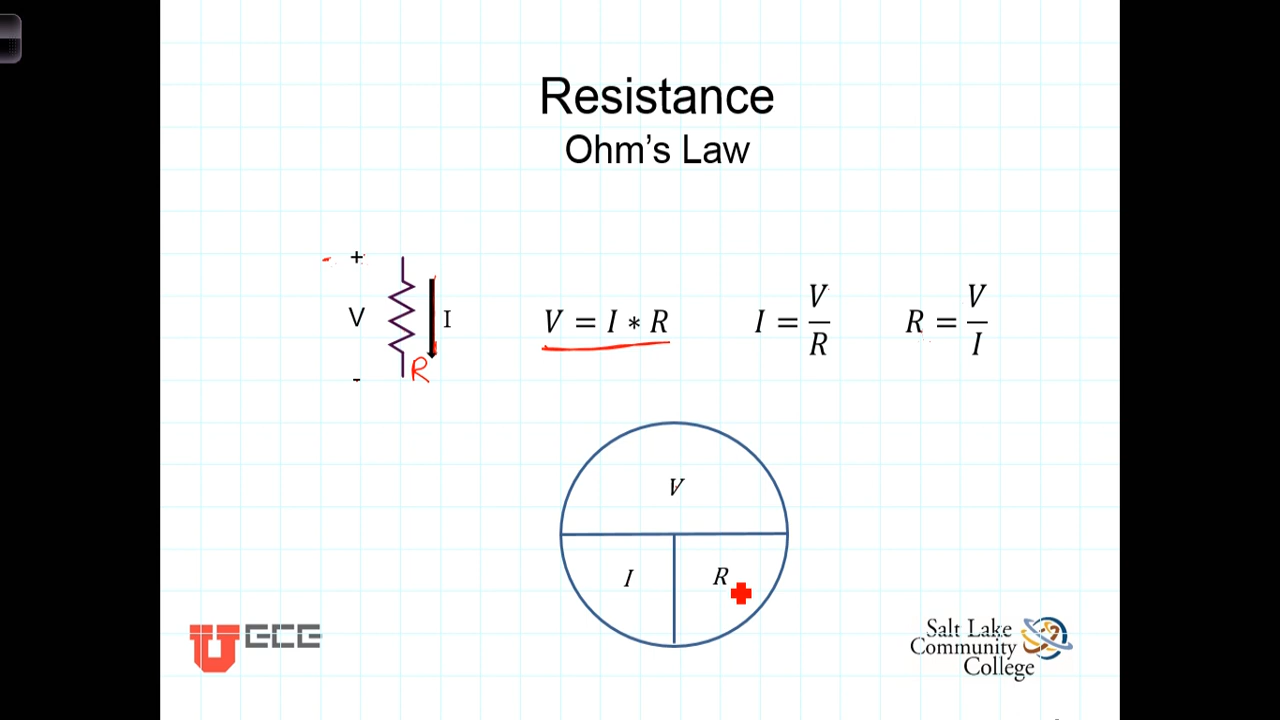 Resistance
Ohm's Law
+
V
-
I
R
V = I * R
I = V/R
R = V/I
V
I
R
U ECE
Salt Lake
Community
College